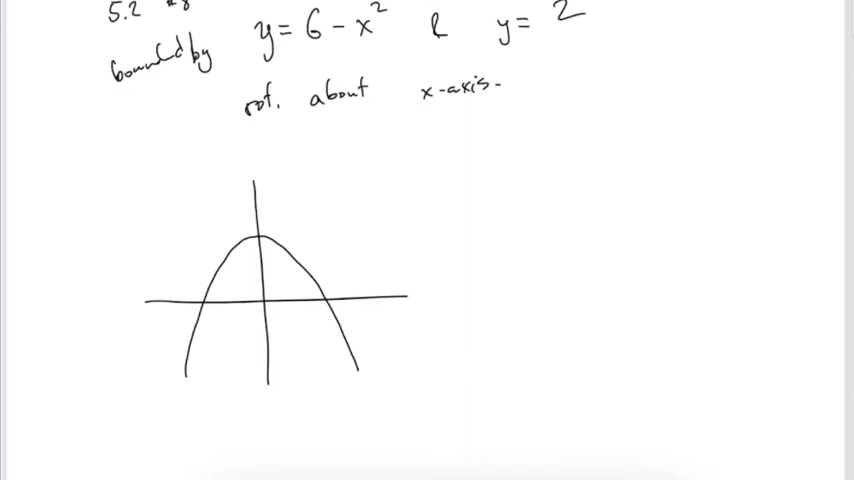 5.2
bounded by y = 6 - x² & y = 2
rot. about x-axis.